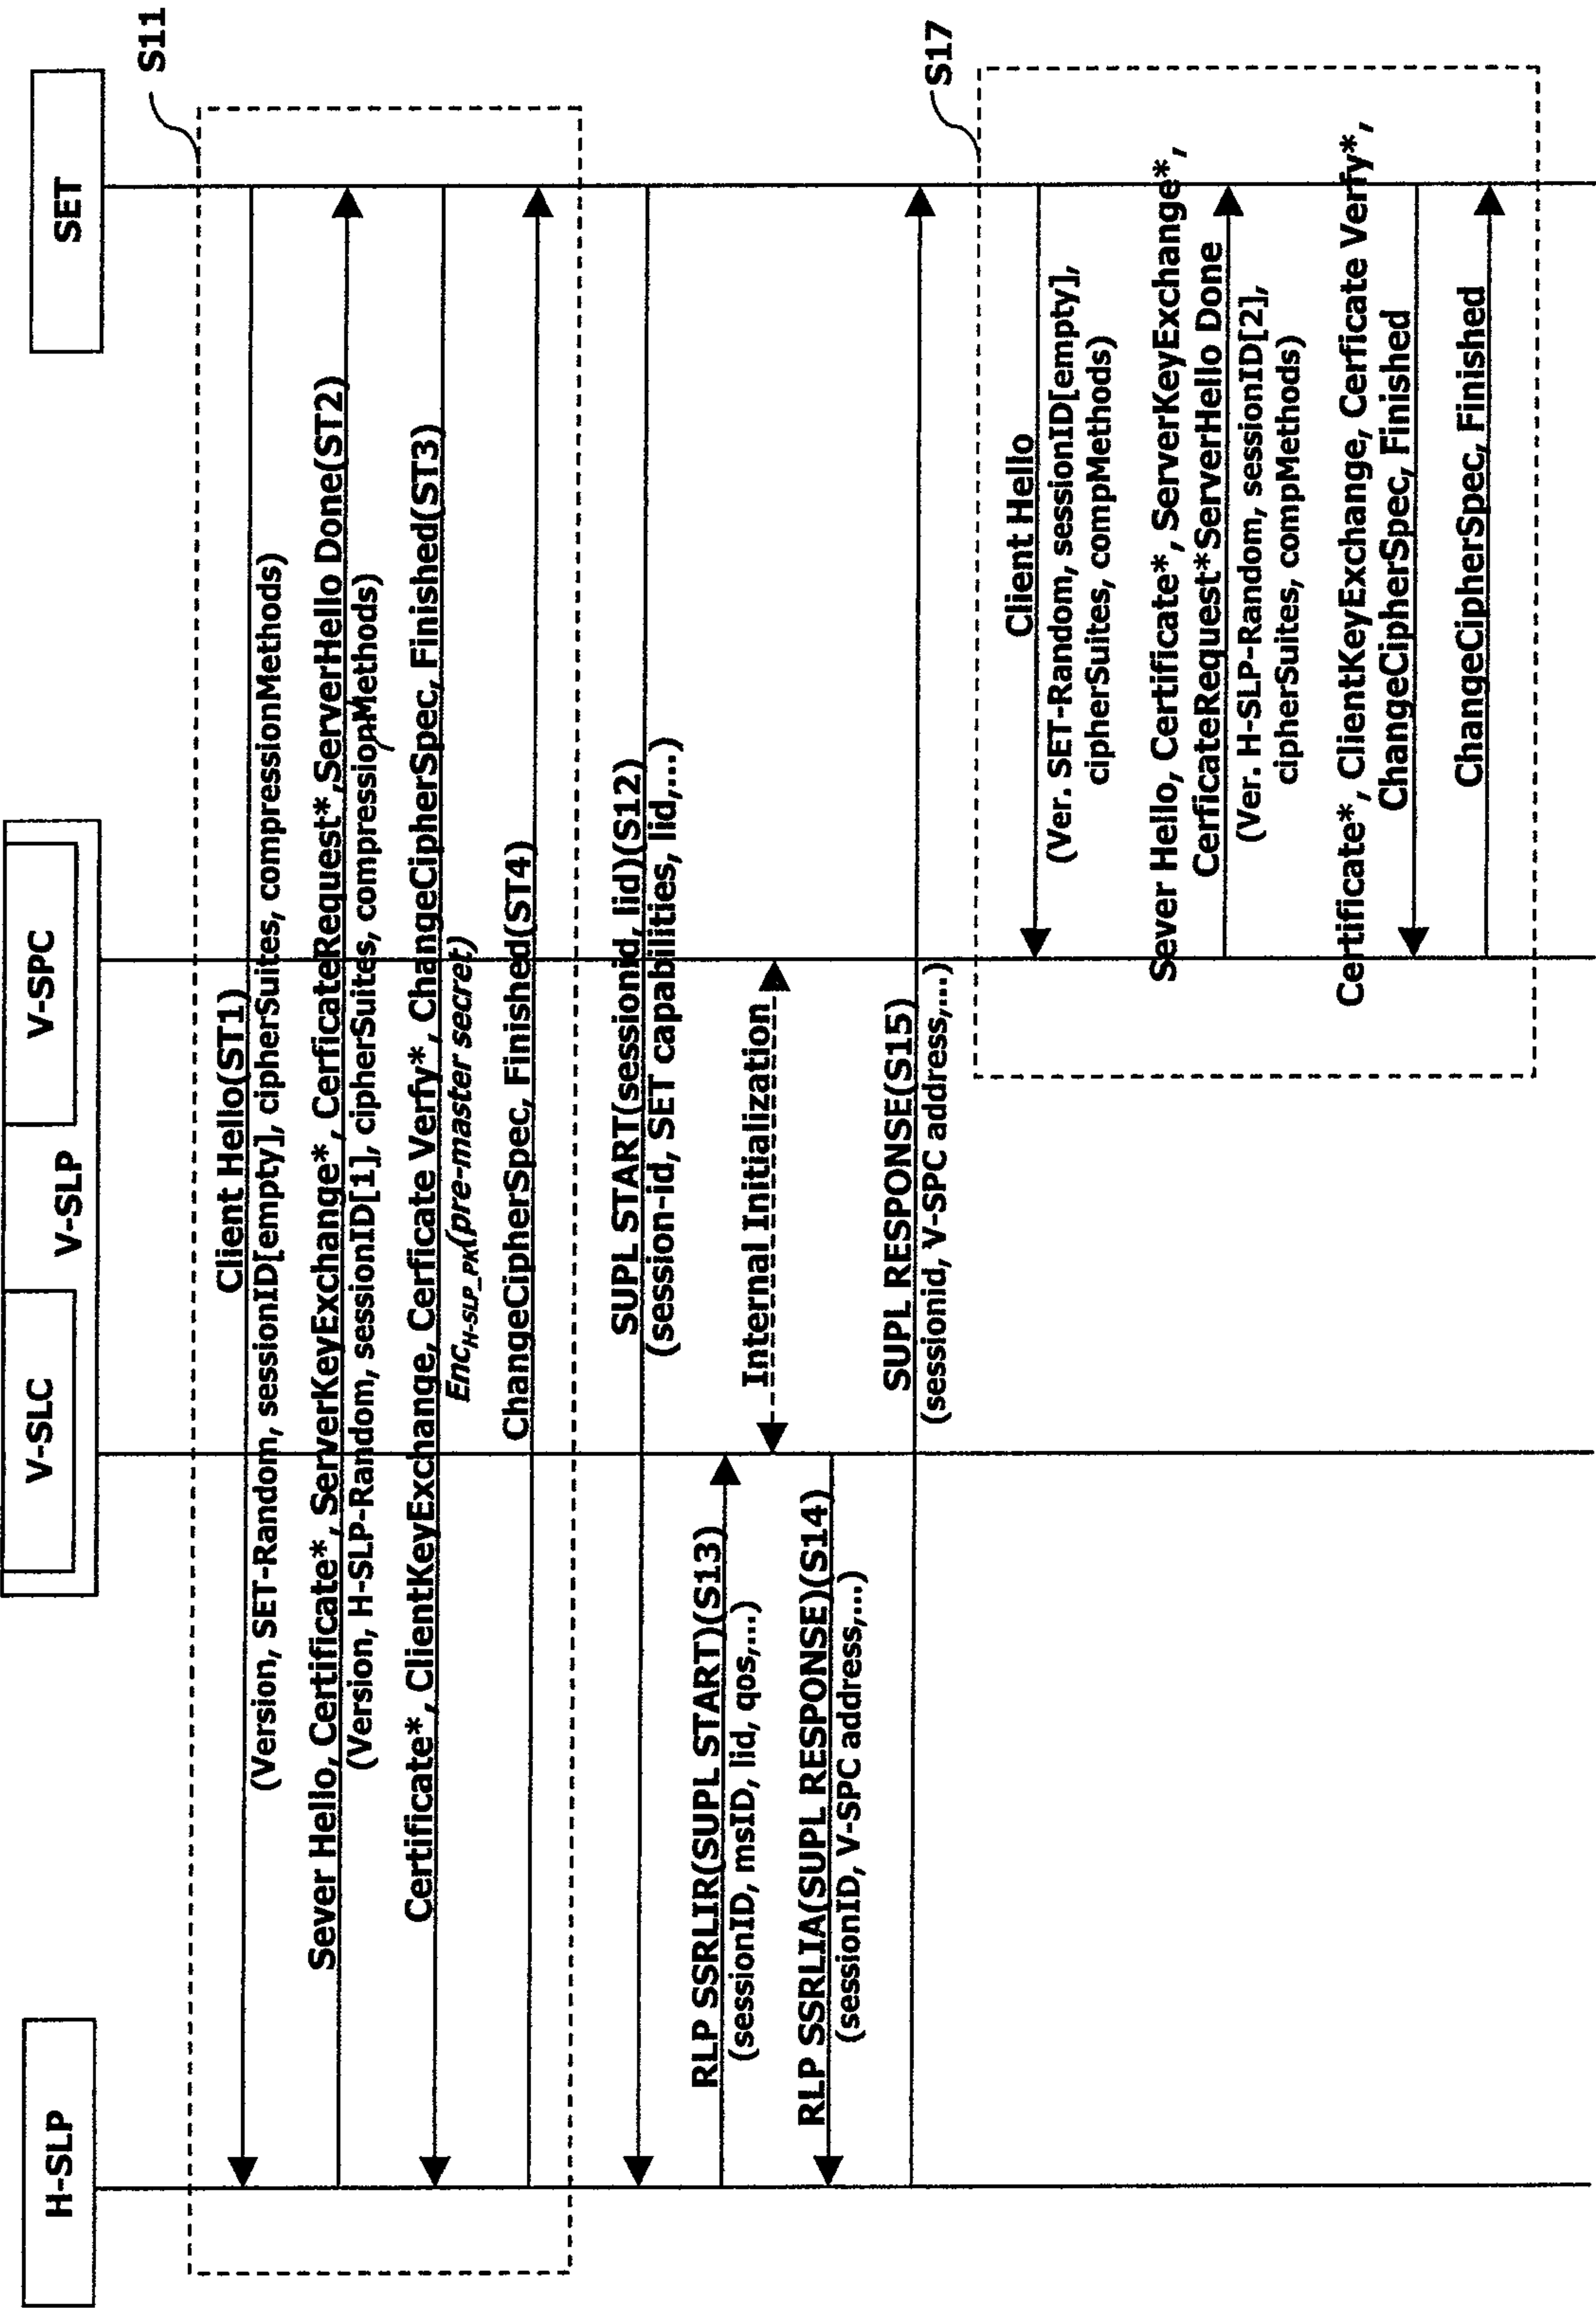 H-SLP
V-SLC
V-SLP
V-SPC
SET
S11
Client Hello(ST1)
(Version, SET-Random, sessionID[empty], cipherSuites, compressionMethods)
Sever Hello, Certificate*, ServerKeyExchange*, CerficateRequest*,ServerHello Done(ST2)
(Version, H-SLP-Random, sessionID[1], cipherSuites, compressionMethods)
Certificate*, ClientKeyExchange, Cerficate Verfy*, ChangeCipherSpec, Finished(ST3)
EncH-SLP_PK(pre-master secret)
ChangeCipherSpec, Finished(ST4)
SUPL START(sessionid, lid)(S12)
(session-id, SET capabilities, lid,...)
RLP SSRLIR(SUPL START)(S13)
(sessionID, msID, lid, qos,...)
Internal Initialization
RLP SSRLIA(SUPL RESPONSE)(S14)
(sessionID, V-SPC address,...)
SUPL RESPONSE(S15)
(sessionid, V-SPC address,...)
S17
Client Hello
(Ver. SET-Random, sessionID[empty],
cipherSuites, compMethods)
Sever Hello, Certificate*, ServerKeyExchange*,
CerficateRequest*ServerHello Done
(Ver. H-SLP-Random, sessionID[2],
cipherSuites, compMethods)
Certificate*, ClientKeyExchange, Cerficate Verfy*,
ChangeCipherSpec, Finished
ChangeCipherSpec, Finished